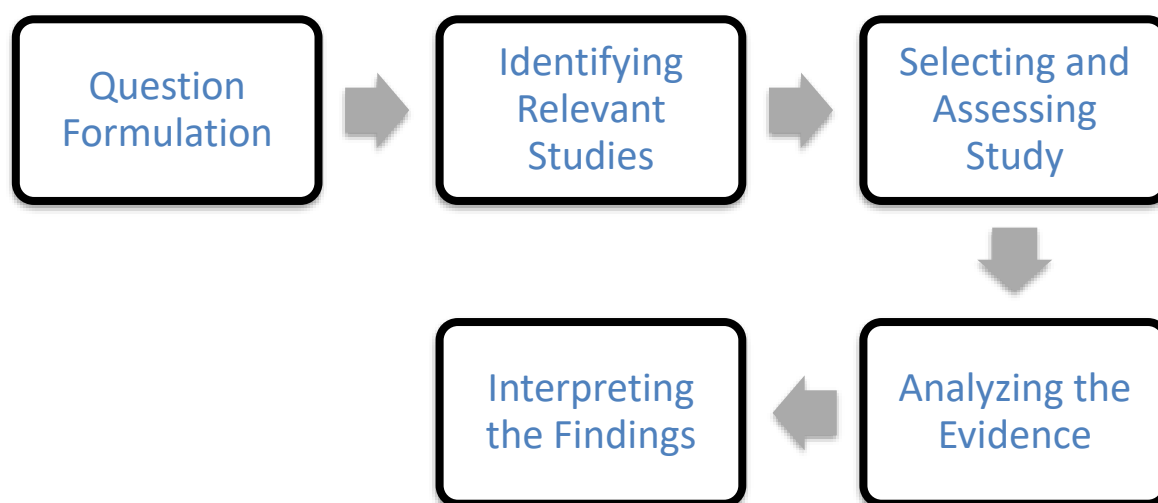 Question
Formulation
Identifying
Relevant
Studies
Selecting and
Assessing
Study
Analyzing the
Evidence
Interpreting
the Findings